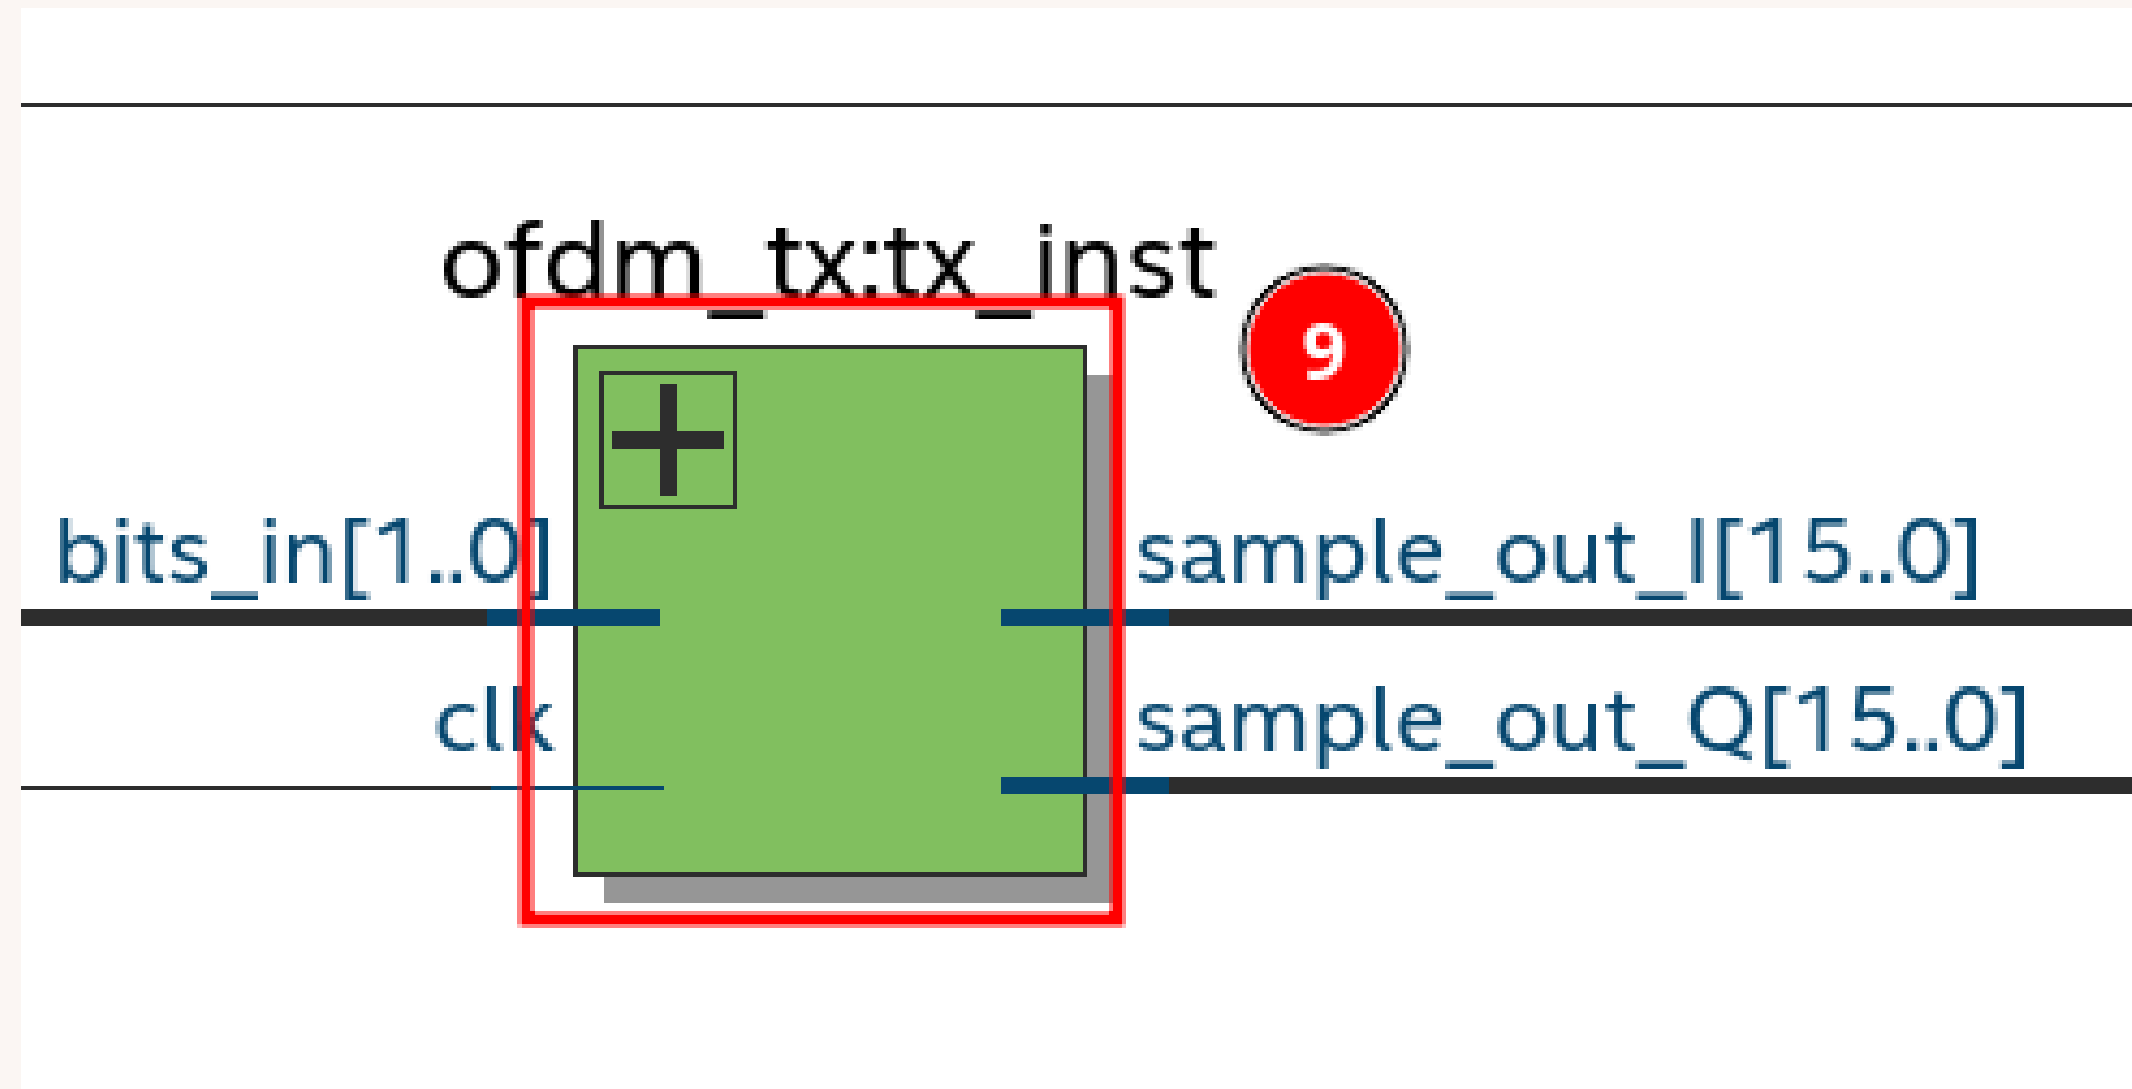 ofdm_tx:tx_inst
9
bits_in[1..0]
sample_out_I[15..0]
clk
sample_out_Q[15..0]